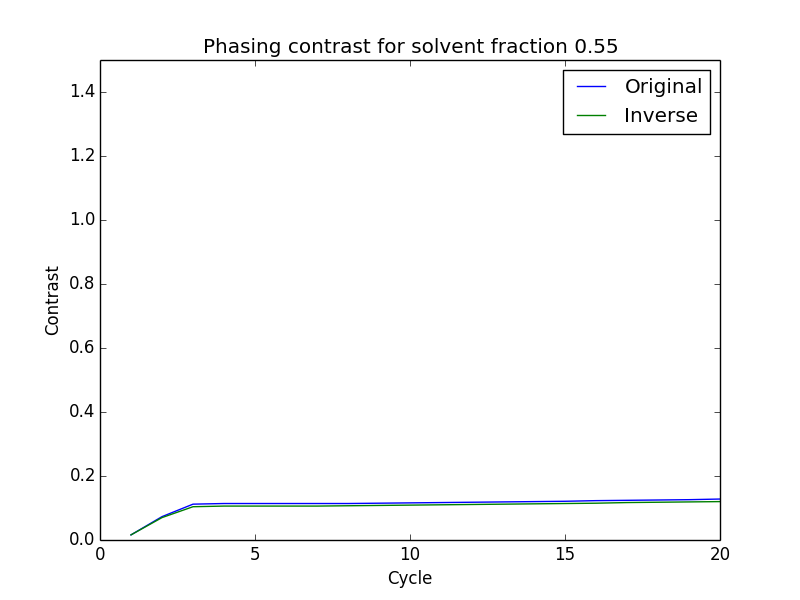 Phasing contrast for solvent fraction 0.55
Original
Inverse
1.4
1.2
1.0
0.8
0.6
0.4
0.2
0.0
Contrast
0 5 10 15 20
Cycle